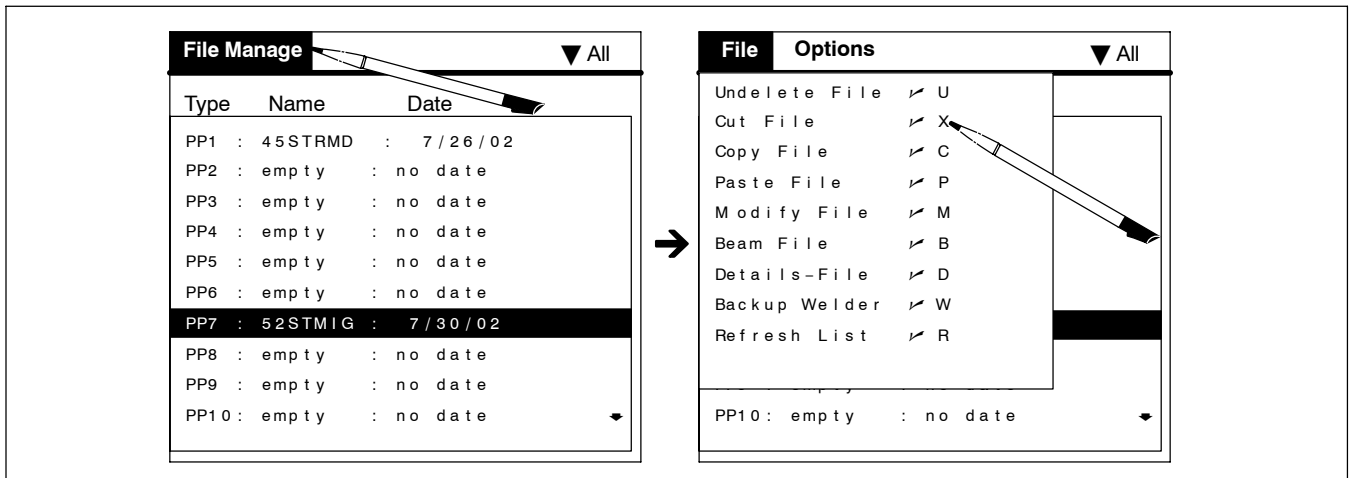 File Manage ▼ All
Type Name Date
PP1 : 45STRMD : 7/26/02
PP2 : empty : no date
PP3 : empty : no date
PP4 : empty : no date
PP5 : empty : no date
PP6 : empty : no date
PP7 : 52STMIG : 7/30/02
PP8 : empty : no date
PP9 : empty : no date
PP10: empty : no date
File Options ▼ All
Undelete File U
Cut File X
Copy File C
Paste File P
Modify File M
Beam File B
Details–File D
Backup Welder W
Refresh List R
PP10: empty : no date